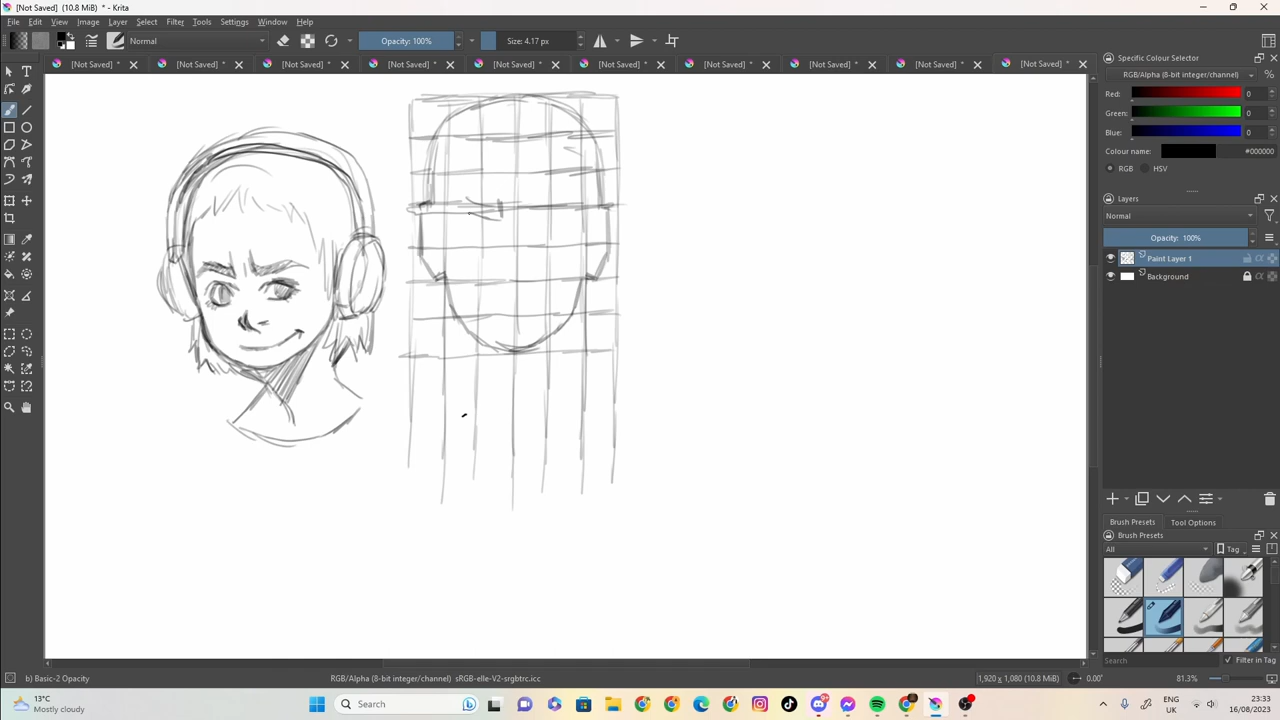 [Not Saved] (10.8 MiB) * - Krita
File Edit View Image Layer Select Filter Tools Settings Window Help
Normal Opacity: 100% Size: 4.17 px
[Not Saved] * [Not Saved] * [Not Saved] * [Not Saved] * [Not Saved] * [Not Saved] * [Not Saved] * [Not Saved] * [Not Saved] * [Not Saved] *
Specific Colour Selector
RGB/Alpha (8-bit integer/channel) %
Red: 0
Green: 0
Blue: 0
Colour name: #000000
RGB HSV
Layers
Normal
Opacity: 100%
Paint Layer 1
Background
Brush Presets Tool Options
Brush Presets
All Tag
Search Filter in Tag
b) Basic-2 Opacity RGB/Alpha (8-bit integer/channel) sRGB-elle-V2-srgbtrc.icc 1,920 x 1,080 (10.8 MiB) 0.00° 81.3%
13°C
Mostly cloudy
Search
ENG
UK
23:33
16/08/2023